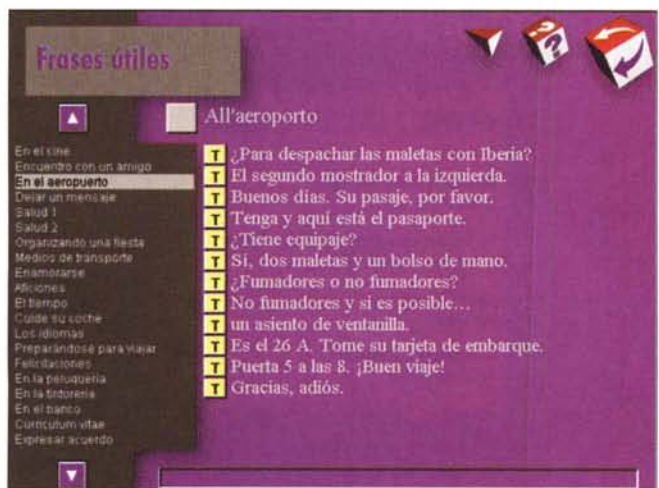 Frases útiles
? ?
En el cine
Encuentro con un amigo
En el aeropuerto
Dejar un mensaje
Salud 1
Salud 2
Organizando una fiesta
Medios de transporte
Enamorarse
Aficiones
El tiempo
Cuide su coche
Los idiomas
Preparándose para viajar
Felicitaciones
En la peluquería
En la tintorería
En el banco
Curriculum vitae
Expresar acuerdo
All'aeroporto
T ¿Para despachar las maletas con Iberia?
T El segundo mostrador a la izquierda.
T Buenos días. Su pasaje, por favor.
T Tenga y aquí está el pasaporte.
T ¿Tiene equipaje?
T Sí, dos maletas y un bolso de mano.
T ¿Fumadores o no fumadores?
T No fumadores y si es posible…
T un asiento de ventanilla.
T Es el 26 A. Tome su tarjeta de embarque.
T Puerta 5 a las 8. ¡Buen viaje!
T Gracias, adiós.